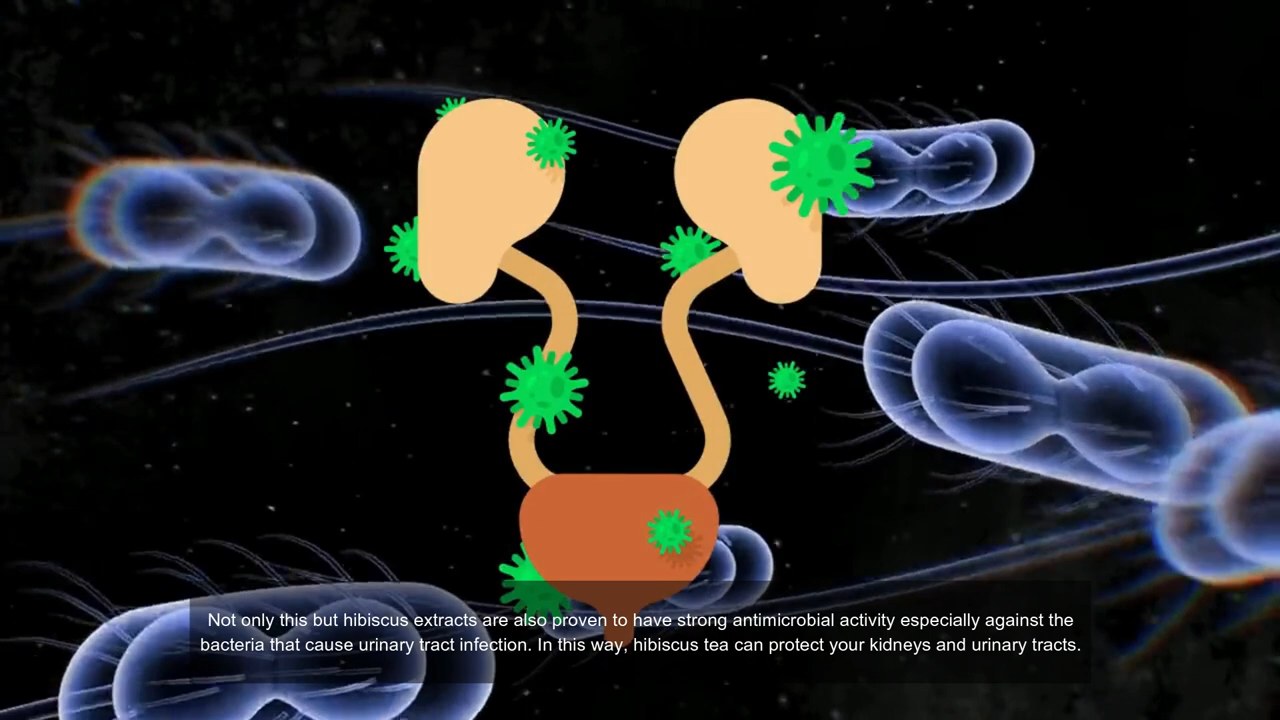 Not only this but hibiscus extracts are also proven to have strong antimicrobial activity especially against the
bacteria that cause urinary tract infection. In this way, hibiscus tea can protect your kidneys and urinary tracts.